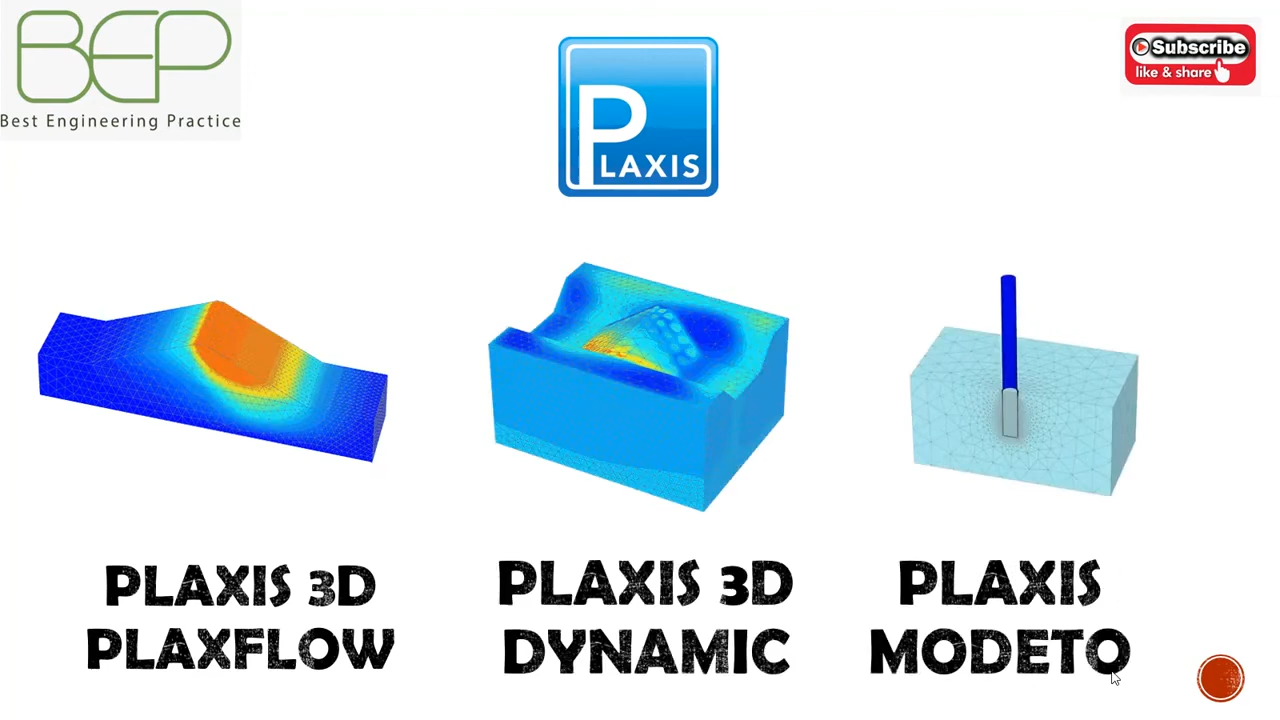 BEP
Best Engineering Practice
Subscribe
like & share
PLAXIS
PLAXIS 3D
PLAXFLOW
PLAXIS 3D
DYNAMIC
PLAXIS
MODETO